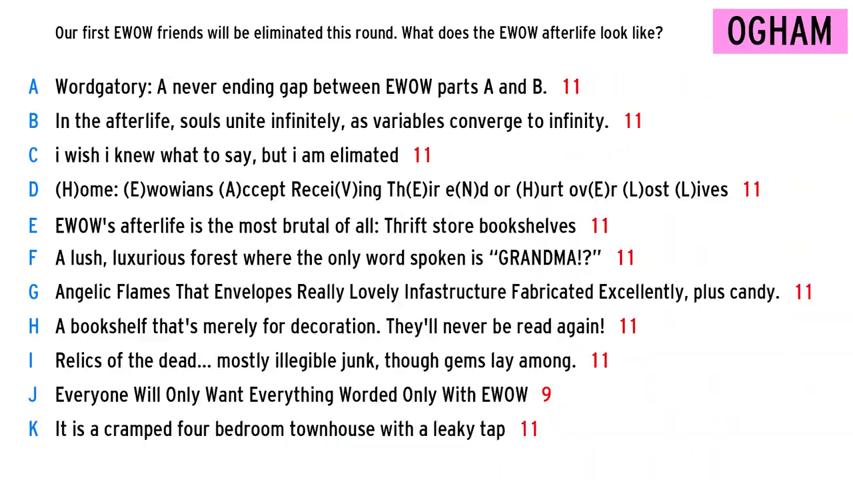 Our first EWOW friends will be eliminated this round. What does the EWOW afterlife look like?
OGHAM
A Wordgatory: A never ending gap between EWOW parts A and B. 11
B In the afterlife, souls unite infinitely, as variables converge to infinity. 11
C i wish i knew what to say, but i am elimated 11
D (H)ome: (E)wowians (A)ccept Recei(V)ing Th(E)ir e(N)d or (H)urt ov(E)r (L)ost (L)ives 11
E EWOW's afterlife is the most brutal of all: Thrift store bookshelves 11
F A lush, luxurious forest where the only word spoken is “GRANDMA!?” 11
G Angelic Flames That Envelopes Really Lovely Infastructure Fabricated Excellently, plus candy. 11
H A bookshelf that's merely for decoration. They'll never be read again! 11
I Relics of the dead... mostly illegible junk, though gems lay among. 11
J Everyone Will Only Want Everything Worded Only With EWOW 9
K It is a cramped four bedroom townhouse with a leaky tap 11